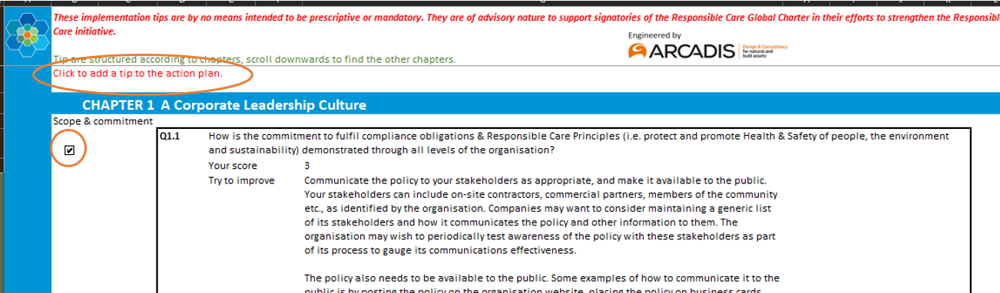 These implementation tips are by no means intended to be prescriptive or mandatory. They are of advisory nature to support signatories of the Responsible Care Global Charter in their efforts to strengthen the Responsibl
Care initiative.
Engineered by
ARCADIS Design & Consultancy
for natural and
built assets
Tip are structured according to chapters, scroll downwards to find the other chapters.
Click to add a tip to the action plan.
CHAPTER 1 A Corporate Leadership Culture
Scope & commitment
Q1.1 How is the commitment to fulfil compliance obligations & Responsible Care Principles (i.e. protect and promote Health & Safety of people, the environment
and sustainability) demonstrated through all levels of the organisation?
Your score 3
Try to improve Communicate the policy to your stakeholders as appropriate, and make it available to the public.
Your stakeholders can include on-site contractors, commercial partners, members of the community
etc., as identified by the organisation. Companies may want to consider maintaining a generic list
of its stakeholders and how it communicates the policy and other information to them. The
organisation may wish to periodically test awareness of the policy with these stakeholders as part
of its process to gauge its communications effectiveness.
The policy also needs to be available to the public. Some examples of how to communicate it to the
public is by posting the policy on the organisation website, placing the policy on business cards